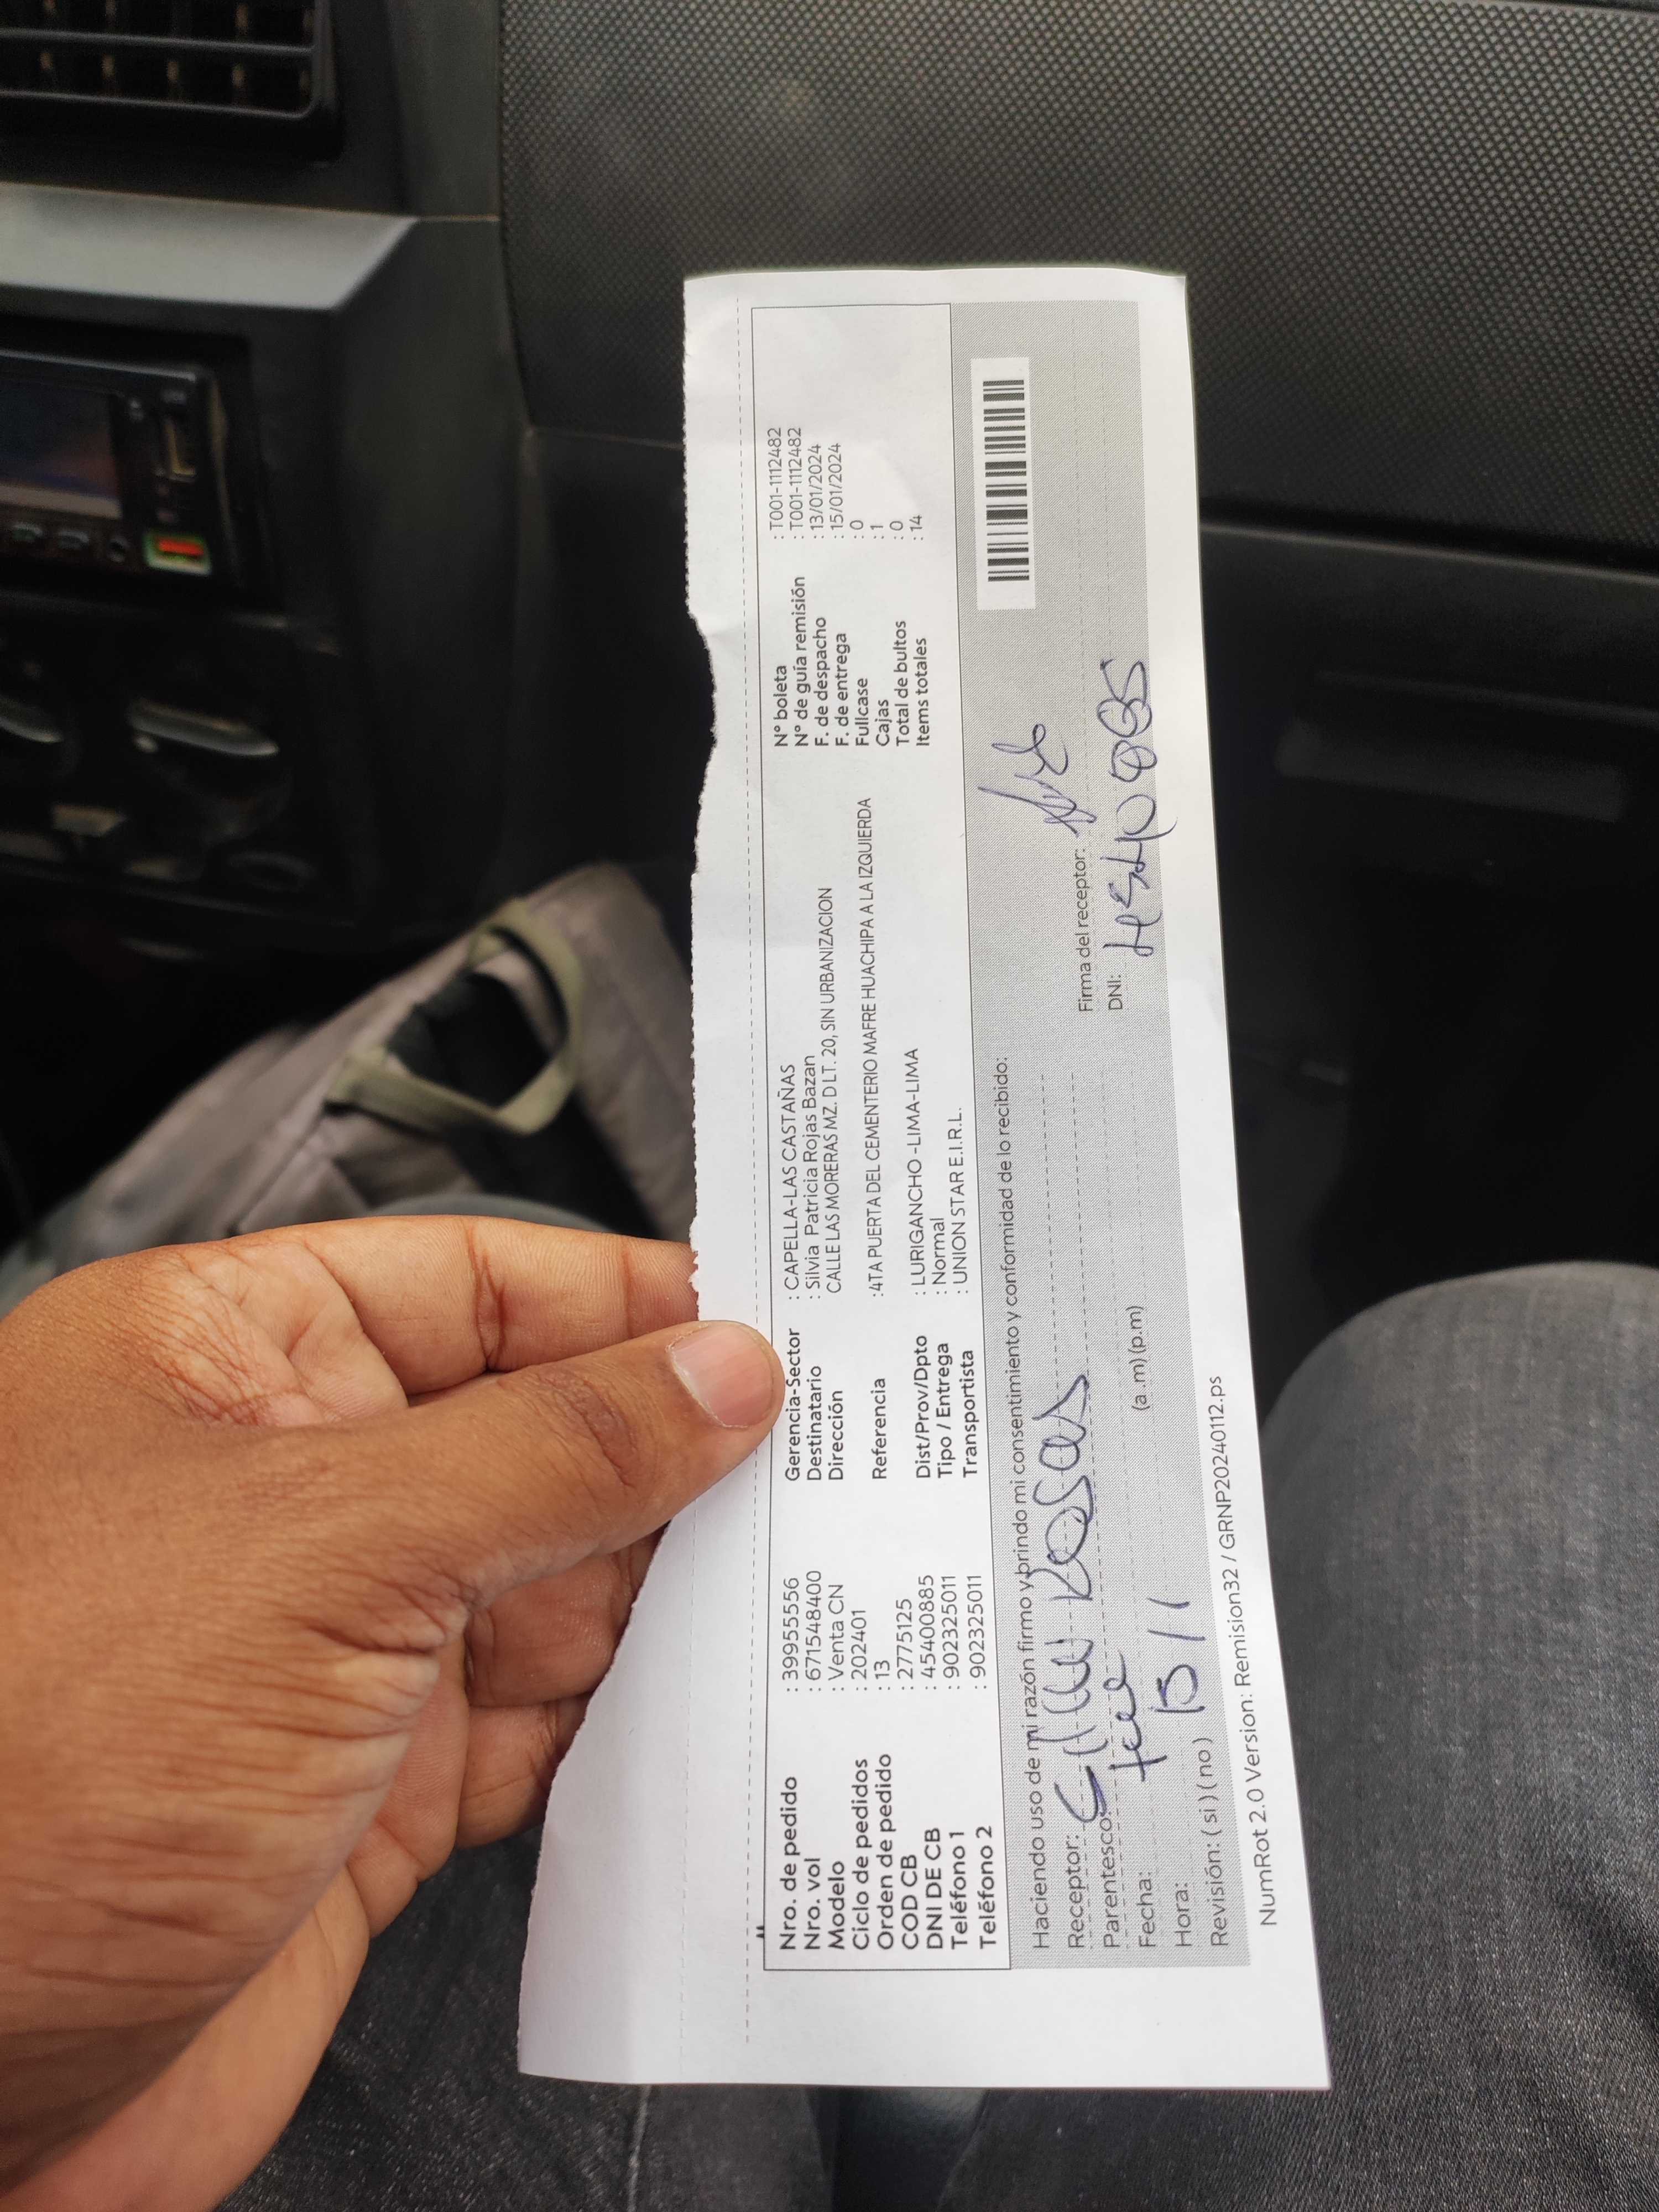 Nro. de pedido : 399555556
Nro. vol : 671548400
Modelo : Venta CN
Ciclo de pedidos : 202401
Orden de pedido : 13
COD CB : 2775125
DNI DE CB : 45400885
Teléfono 1 : 902325011
Teléfono 2 : 902325011
Gerencia-Sector : CAPELLA-LAS CASTAÑAS
Destinatario : Silvia Patricia Rojas Bazan
Dirección CALLE LAS MORERAS MZ. D LT. 20, SIN URBANIZACION
Referencia :4TA PUERTA DEL CEMENTERIO MAFRE HUACHIPA A LA IZQUIERDA
Dist/Prov/Dpto : LURIGANCHO -LIMA-LIMA
Tipo / Entrega : Normal
Transportista : UNION STAR E.I.R.L.
N° boleta : T001-1112482
N° de guía remisión : T001-1112482
F. de despacho : 13/01/2024
F. de entrega : 15/01/2024
Fullcase : 0
Cajas : 1
Total de bultos : 0
Items totales : 14
Haciendo uso de mi razón firmo y brindo mi consentimiento y conformidad de lo recibido:
Receptor:
Parentesco:
Fecha: 15/1
Hora: (a .m) (p.m)
Revisión: ( si ) ( no )
Firma del receptor:
DNI: 45400885
NumRot 2.0 Version: Remision32 / GRNP20240112.ps